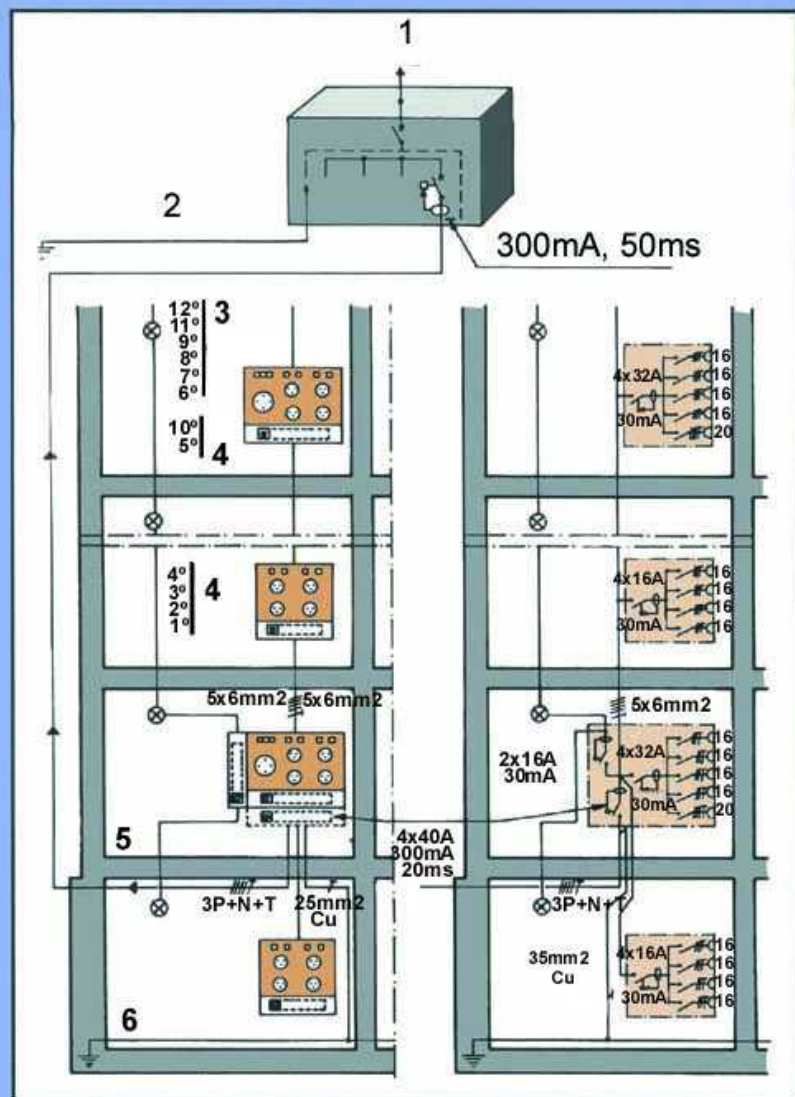 1
2
300mA, 50ms
12º
11º
9º
8º
7º
6º
3
10º
5º
4
4º
3º
2º
1º
4
5x6mm2
5x6mm2
5
3P+N+T
25mm2
Cu
6
4x32A
30mA
16
16
16
16
20
4x16A
30mA
16
16
16
16
5x6mm2
2x16A
30mA
4x32A
30mA
16
16
16
16
20
4x40A
300mA
20ms
3P+N+T
35mm2
Cu
4x16A
30mA
16
16
16
16